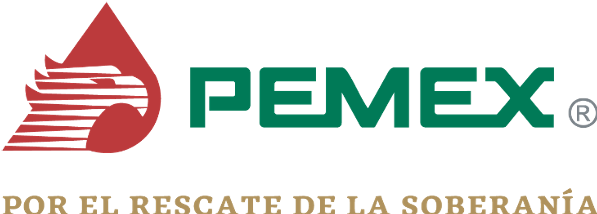 PEMEX ®
POR EL RESCATE DE LA SOBERANÍA